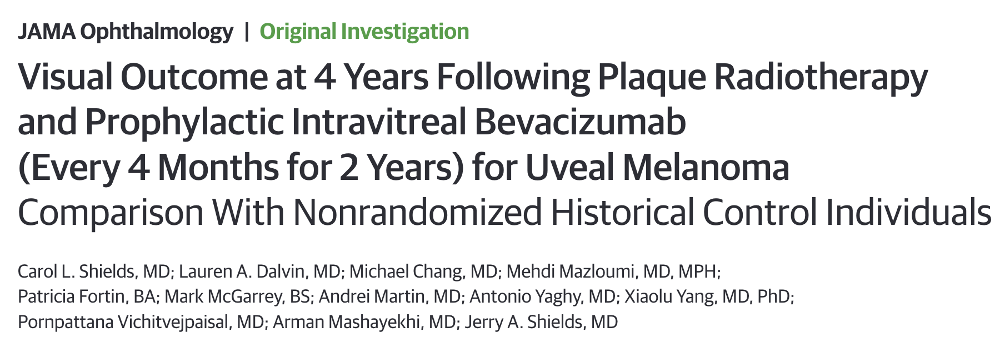 JAMA Ophthalmology | Original Investigation
Visual Outcome at 4 Years Following Plaque Radiotherapy
and Prophylactic Intravitreal Bevacizumab
(Every 4 Months for 2 Years) for Uveal Melanoma
Comparison With Nonrandomized Historical Control Individuals
Carol L. Shields, MD; Lauren A. Dalvin, MD; Michael Chang, MD; Mehdi Mazloumi, MD, MPH;
Patricia Fortin, BA; Mark McGarrey, BS; Andrei Martin, MD; Antonio Yaghy, MD; Xiaolu Yang, MD, PhD;
Pornpattana Vichitvejpaisal, MD; Arman Mashayekhi, MD; Jerry A. Shields, MD